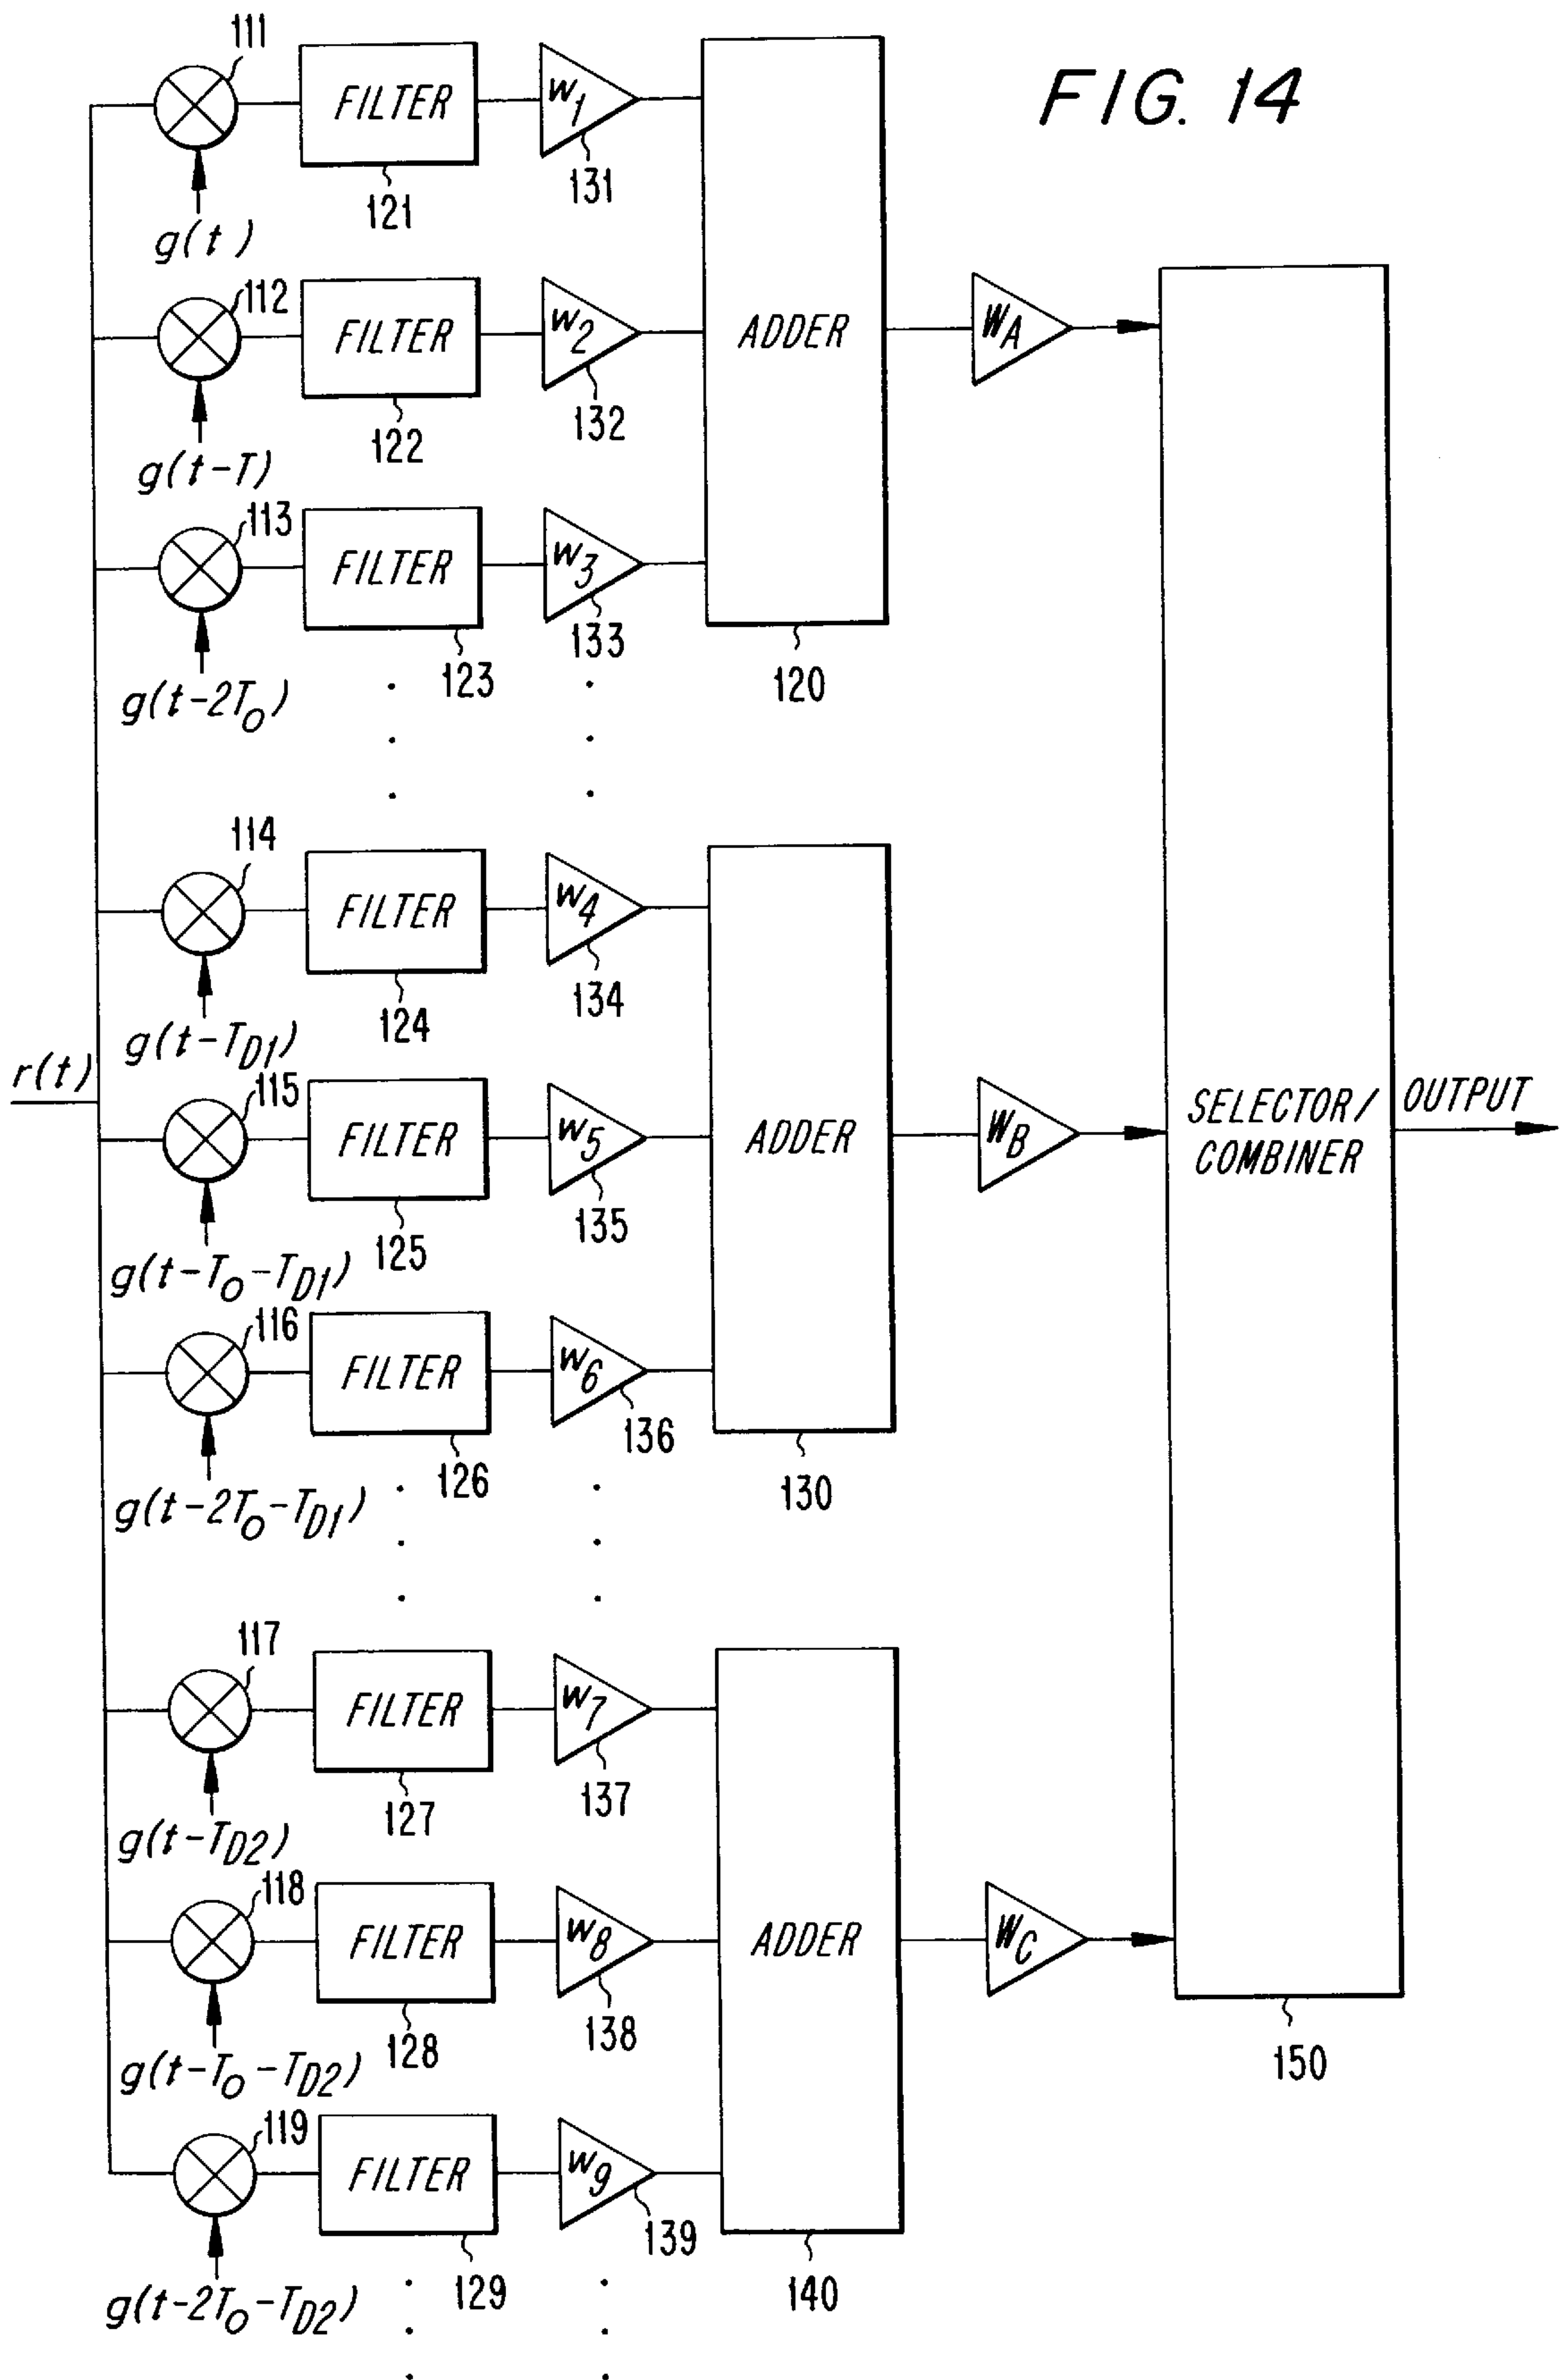 FIG. 14
111
FILTER
W1
121
131
g(t)
112
FILTER
W2
ADDER
WA
122
132
g(t-T)
113
FILTER
W3
123
133
120
g(t-2To)
114
FILTER
W4
124
134
g(t-TD1)
r(t)
115
FILTER
W5
ADDER
WB
SELECTOR/
COMBINER
OUTPUT
125
135
g(t-To-TD1)
116
FILTER
W6
126
136
130
g(t-2To-TD1)
117
FILTER
W7
127
137
g(t-TD2)
118
FILTER
W8
ADDER
WC
128
138
150
g(t-To-TD2)
119
FILTER
W9
129
139
140
g(t-2To-TD2)